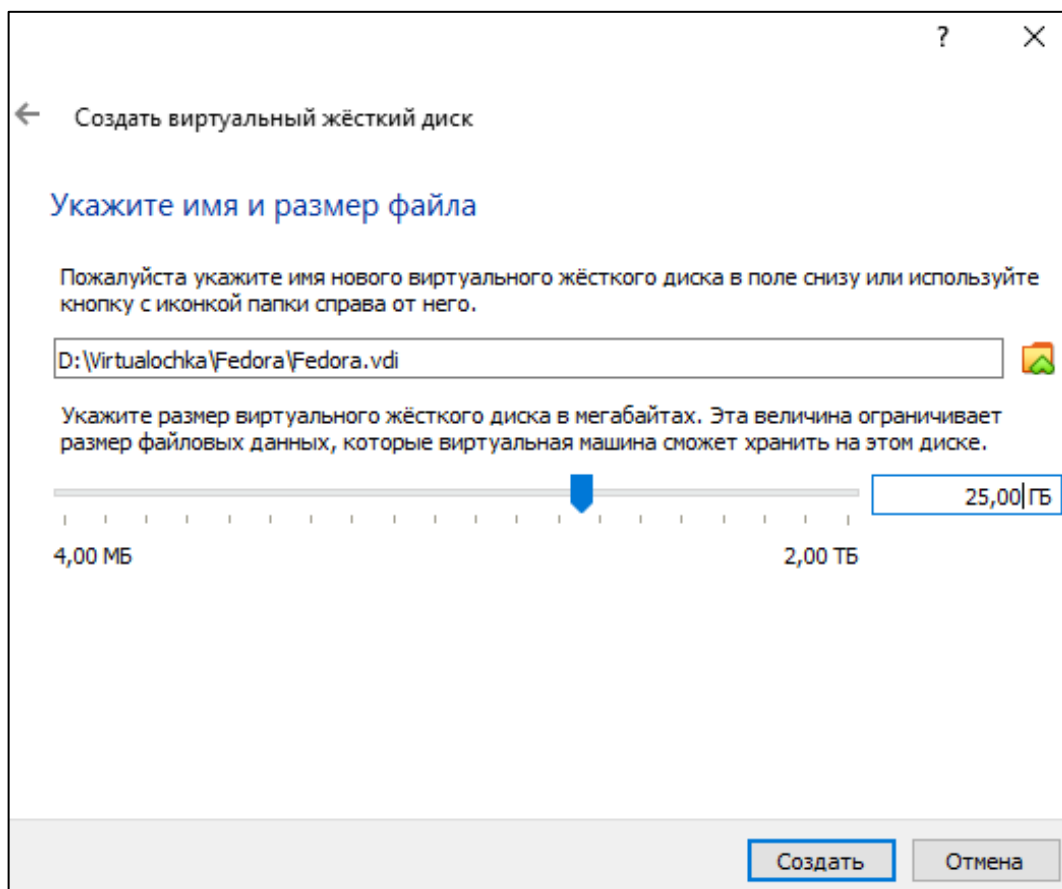 ?
Создать виртуальный жёсткий диск
Укажите имя и размер файла
Пожалуйста укажите имя нового виртуального жёсткого диска в поле снизу или используйте
кнопку с иконкой папки справа от него.
D:\Virtualochka\Fedora\Fedora.vdi
Укажите размер виртуального жёсткого диска в мегабайтах. Эта величина ограничивает
размер файловых данных, которые виртуальная машина сможет хранить на этом диске.
25,00 ГБ
4,00 МБ 2,00 ТБ
Создать Отмена